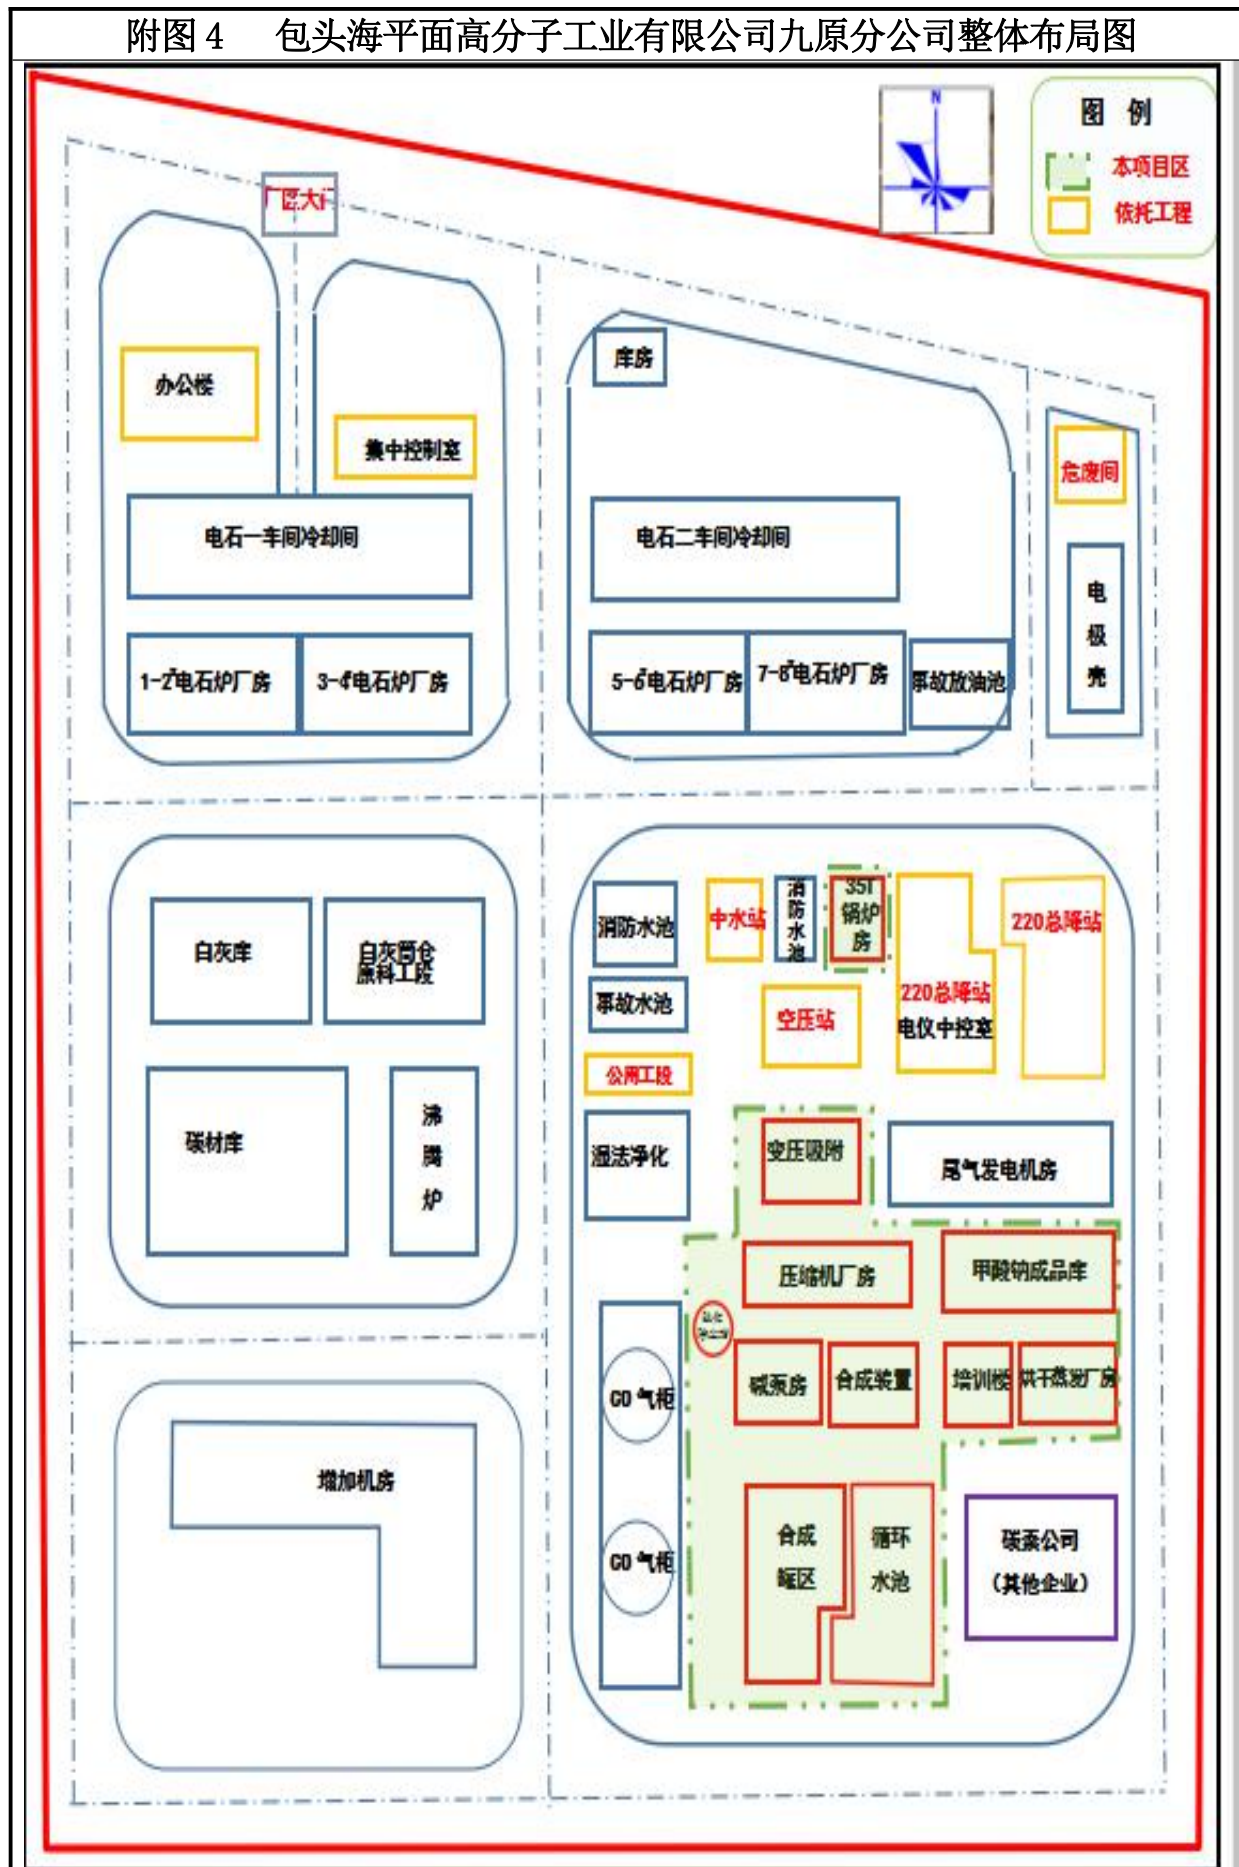 附图 4 包头海平面高分子工业有限公司九原分公司整体布局图
N
图 例
本项目区
依托工程
厂区大门
办公楼
集中控制室
库房
危废间
电石一车间冷却间
电石二车间冷却间
电
极
壳
1-2#电石炉厂房
3-4#电石炉厂房
5-6#电石炉厂房
7-8#电石炉厂房
事故放油池
白灰库
白灰筒仓
原料工段
碳材库
沸
腾
炉
消防水池
中水站
消
防
水
池
35T
锅炉
房
220总降站
电仪中控室
220总降站
事故水池
空压站
公用工段
湿法净化
变压吸附
尾气发电机房
压缩机厂房
甲酸钠成品库
CO 气柜
碱泵房
合成装置
培训楼
烘干蒸发厂房
CO 气柜
合成
罐区
循环
水池
碳素公司
（其他企业）
增加机房